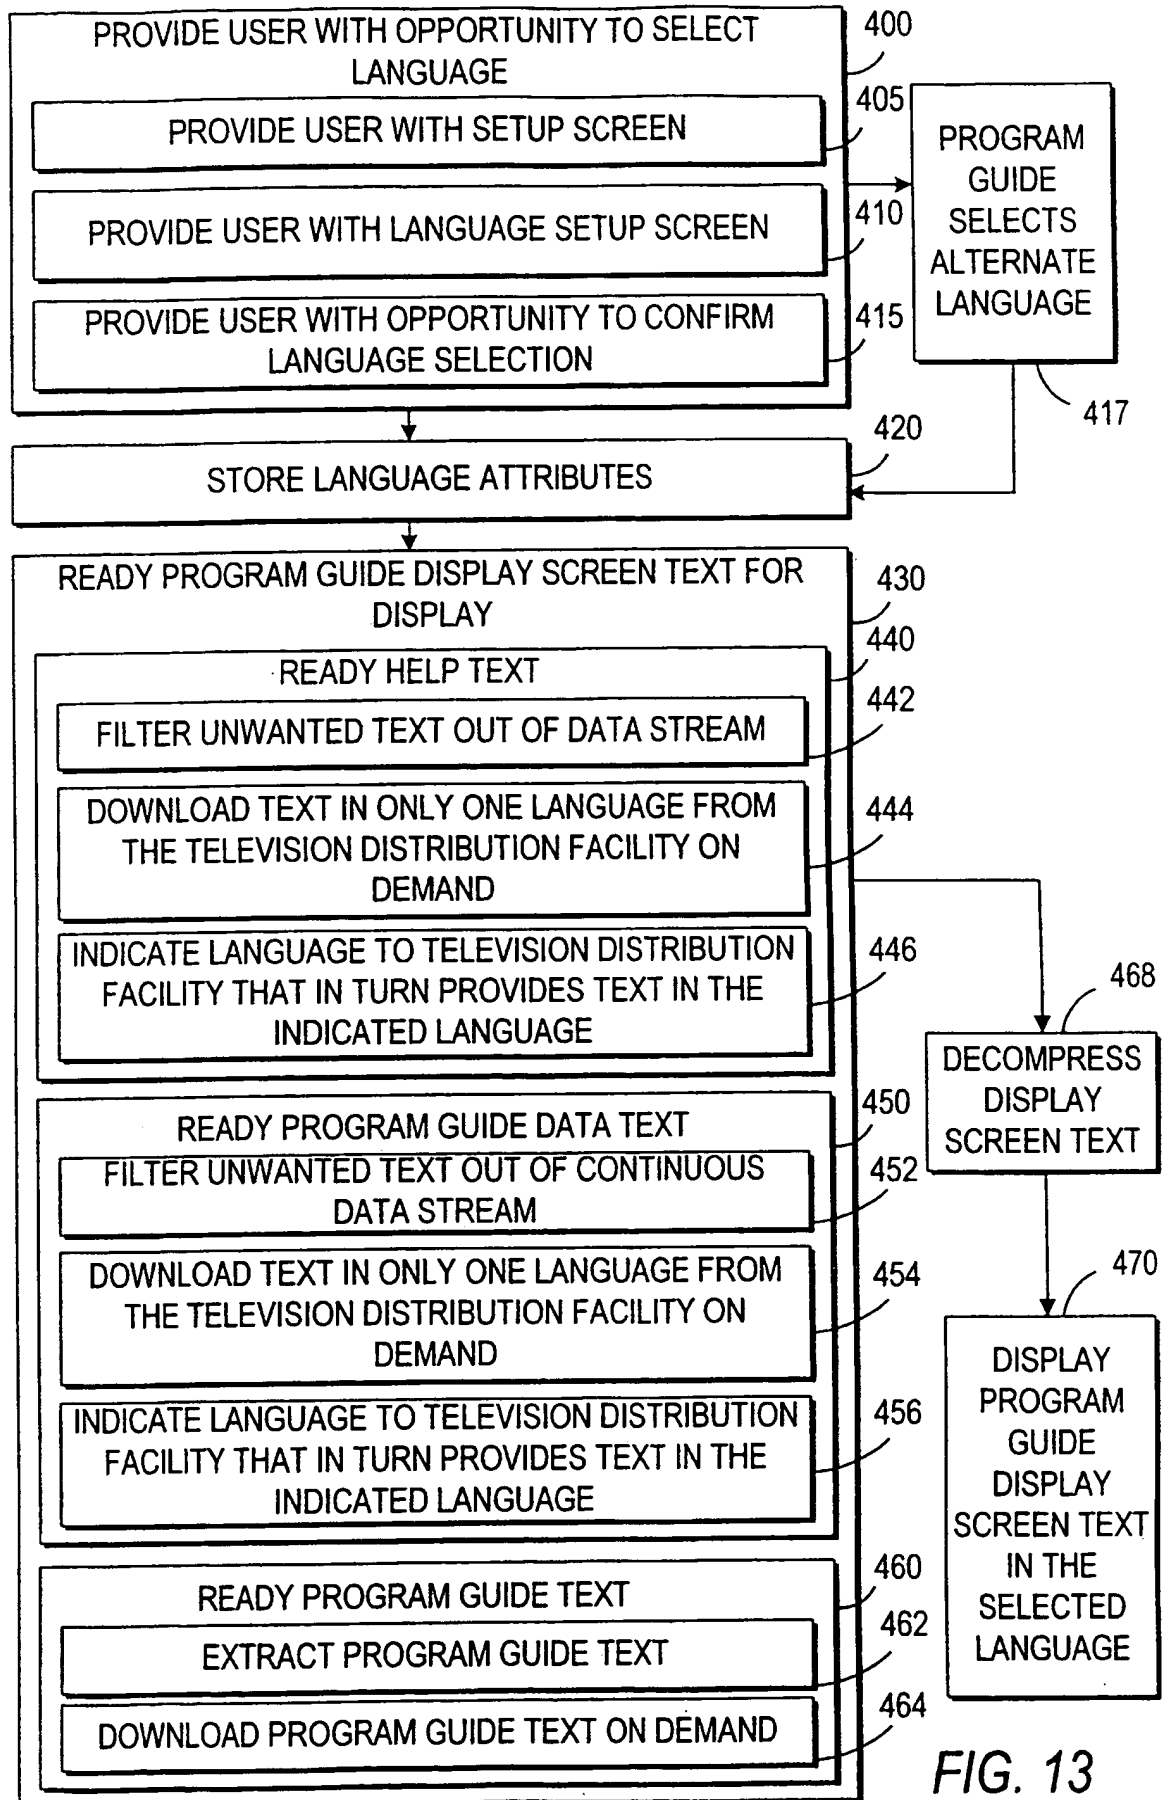 PROVIDE USER WITH OPPORTUNITY TO SELECT
LANGUAGE
400
PROVIDE USER WITH SETUP SCREEN
405
PROVIDE USER WITH LANGUAGE SETUP SCREEN
410
PROVIDE USER WITH OPPORTUNITY TO CONFIRM
LANGUAGE SELECTION
415
PROGRAM
GUIDE
SELECTS
ALTERNATE
LANGUAGE
417
STORE LANGUAGE ATTRIBUTES
420
READY PROGRAM GUIDE DISPLAY SCREEN TEXT FOR
DISPLAY
430
READY HELP TEXT
440
FILTER UNWANTED TEXT OUT OF DATA STREAM
442
DOWNLOAD TEXT IN ONLY ONE LANGUAGE FROM
THE TELEVISION DISTRIBUTION FACILITY ON
DEMAND
444
INDICATE LANGUAGE TO TELEVISION DISTRIBUTION
FACILITY THAT IN TURN PROVIDES TEXT IN THE
INDICATED LANGUAGE
446
READY PROGRAM GUIDE DATA TEXT
450
FILTER UNWANTED TEXT OUT OF CONTINUOUS
DATA STREAM
452
DOWNLOAD TEXT IN ONLY ONE LANGUAGE FROM
THE TELEVISION DISTRIBUTION FACILITY ON
DEMAND
454
INDICATE LANGUAGE TO TELEVISION DISTRIBUTION
FACILITY THAT IN TURN PROVIDES TEXT IN THE
INDICATED LANGUAGE
456
READY PROGRAM GUIDE TEXT
460
EXTRACT PROGRAM GUIDE TEXT
462
DOWNLOAD PROGRAM GUIDE TEXT ON DEMAND
464
468
DECOMPRESS
DISPLAY
SCREEN TEXT
470
DISPLAY
PROGRAM
GUIDE
DISPLAY
SCREEN TEXT
IN THE
SELECTED
LANGUAGE
FIG. 13